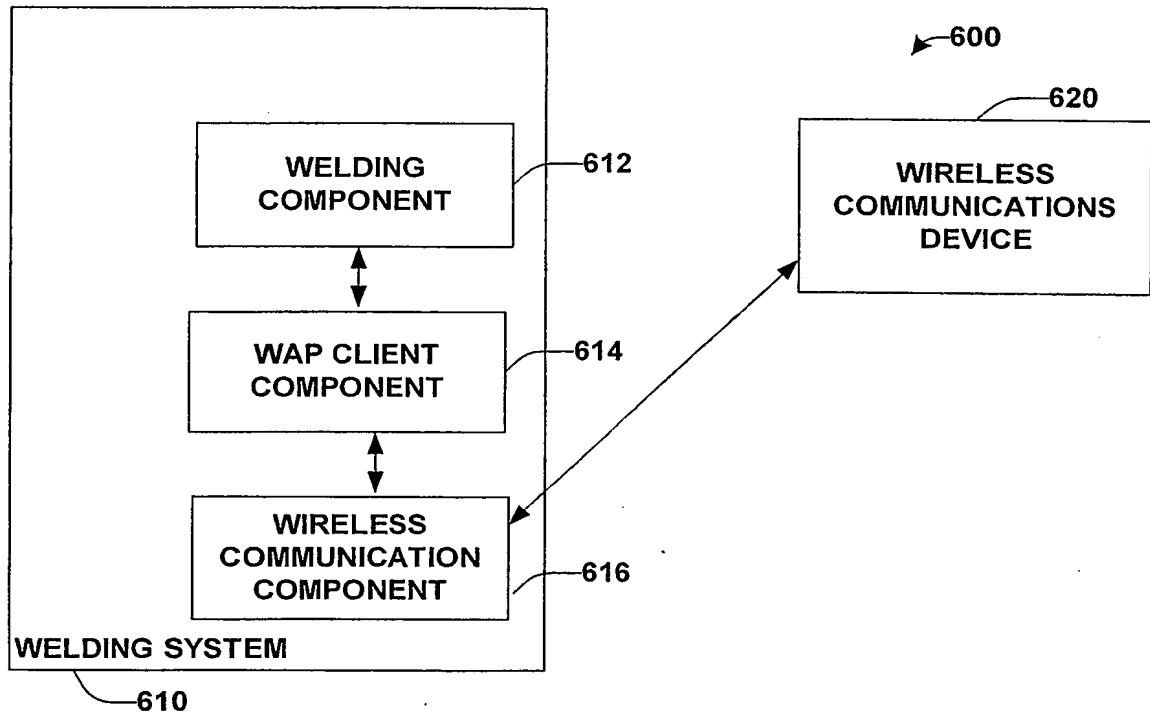 600
620
WELDING
COMPONENT
612
WIRELESS
COMMUNICATIONS
DEVICE
WAP CLIENT
COMPONENT
614
WIRELESS
COMMUNICATION
COMPONENT
616
WELDING SYSTEM
610